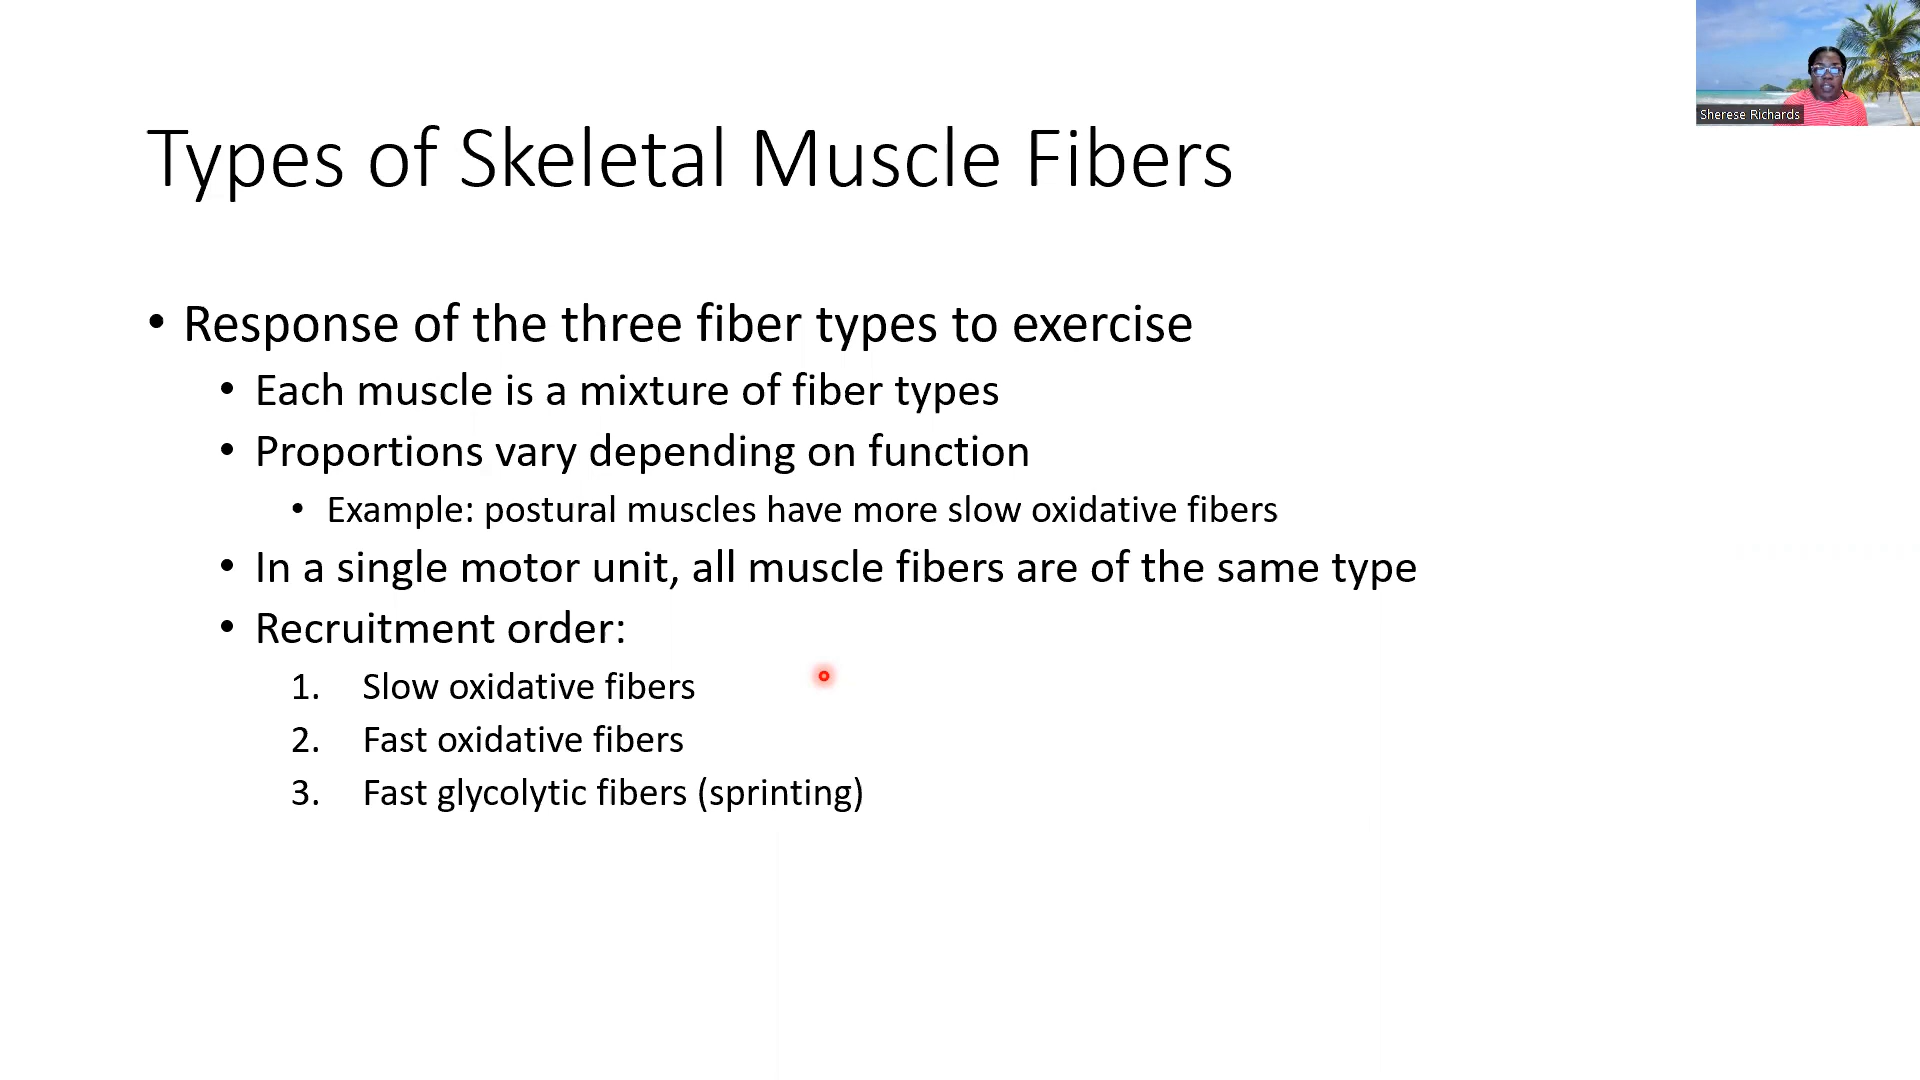 Sherese Richards
Types of Skeletal Muscle Fibers
• Response of the three fiber types to exercise
• Each muscle is a mixture of fiber types
• Proportions vary depending on function
• Example: postural muscles have more slow oxidative fibers
• In a single motor unit, all muscle fibers are of the same type
• Recruitment order:
1. Slow oxidative fibers
2. Fast oxidative fibers
3. Fast glycolytic fibers (sprinting)